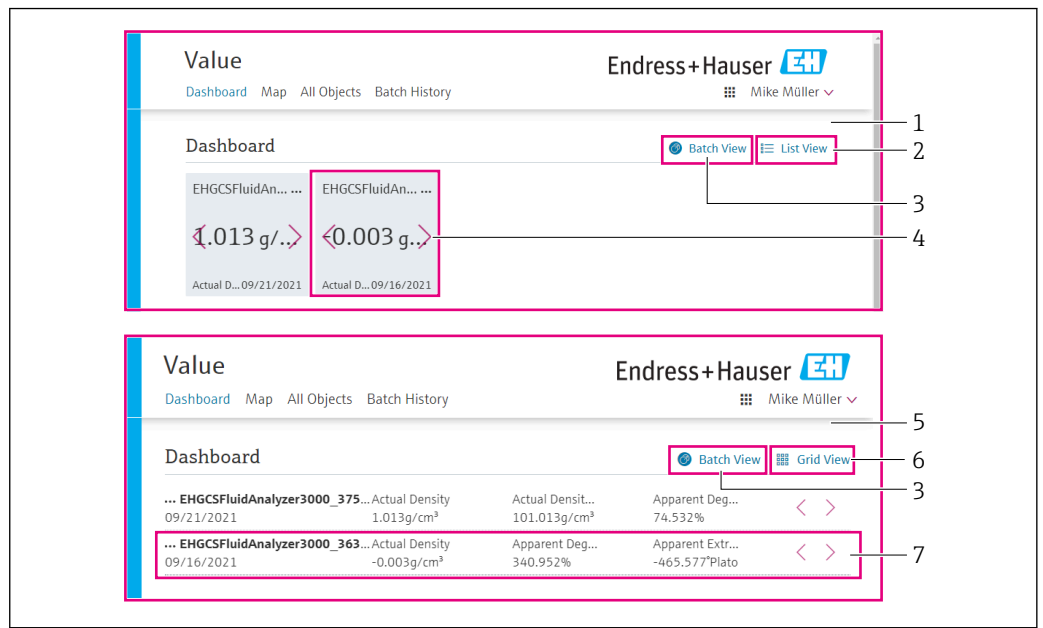 Value
Endress+Hauser EH
Dashboard Map All Objects Batch History
Mike Müller
1
Dashboard
Batch View
List View
2
3
EHGCSFluidAn... ...
EHGCSFluidAn... ...
1.013 g/...
-0.003 g...
4
Actual D... 09/21/2021
Actual D... 09/16/2021
Value
Endress+Hauser EH
Dashboard Map All Objects Batch History
Mike Müller
5
Dashboard
Batch View
Grid View
6
3
... EHGCSFluidAnalyzer3000_375... Actual Density Actual Densit... Apparent Deg...
09/21/2021 1.013g/cm³ 101.013g/cm³ 74.532%
... EHGCSFluidAnalyzer3000_363... Actual Density Apparent Deg... Apparent Extr...
09/16/2021 -0.003g/cm³ 340.952% -465.577°Plato
7